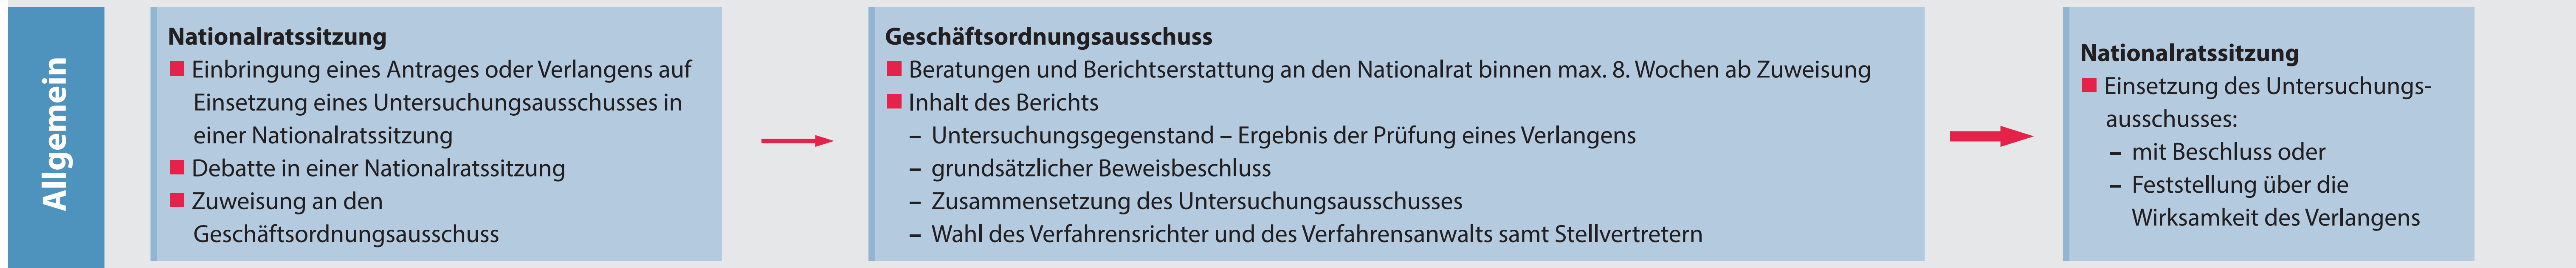 Allgemein
Nationalratssitzung
Einbringung eines Antrages oder Verlangens auf
Einsetzung eines Untersuchungsausschusses in
einer Nationalratssitzung
Debatte in einer Nationalratssitzung
Zuweisung an den
Geschäftsordnungsausschuss
Geschäftsordnungsausschuss
Beratungen und Berichtserstattung an den Nationalrat binnen max. 8. Wochen ab Zuweisung
Inhalt des Berichts
– Untersuchungsgegenstand – Ergebnis der Prüfung eines Verlangens
– grundsätzlicher Beweisbeschluss
– Zusammensetzung des Untersuchungsausschusses
– Wahl des Verfahrensrichter und des Verfahrensanwalts samt Stellvertretern
Nationalratssitzung
Einsetzung des Untersuchungs-
ausschusses:
– mit Beschluss oder
– Feststellung über die
Wirksamkeit des Verlangens